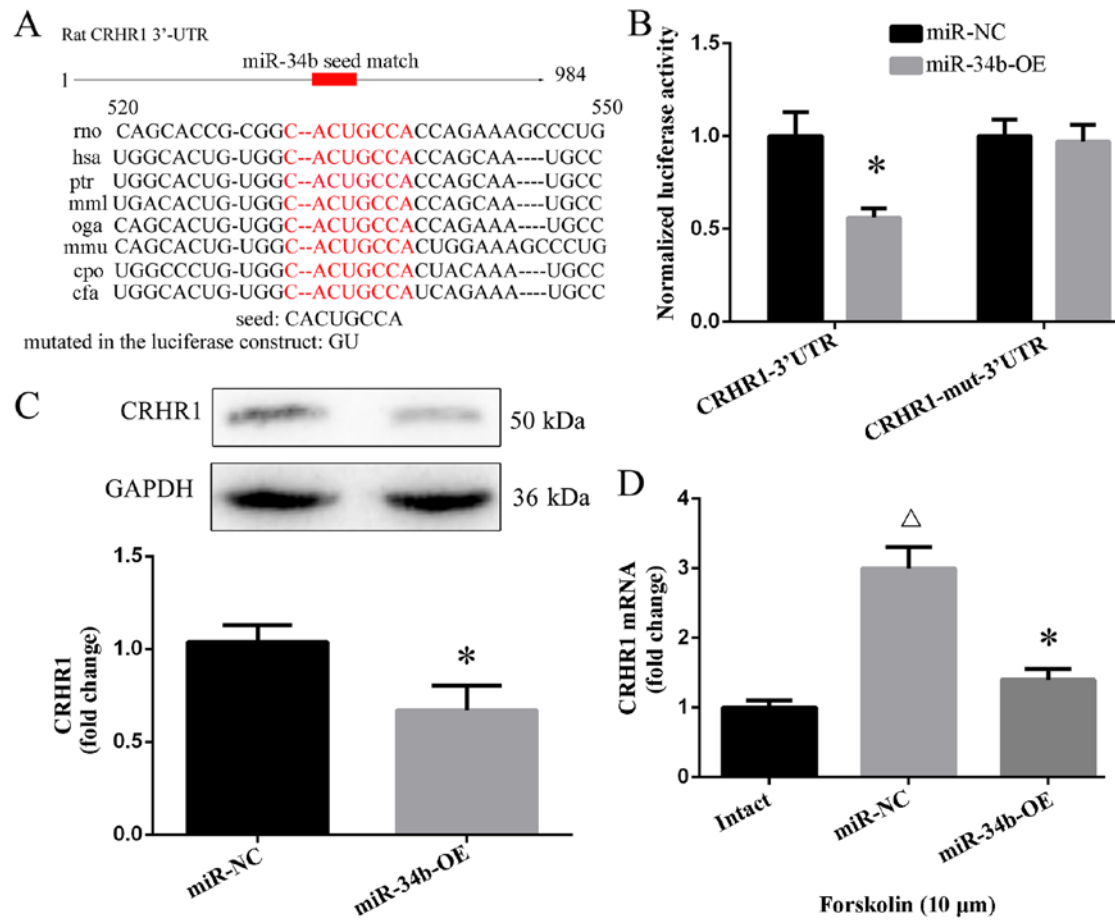 A
Rat CRHR1 3'-UTR
miR-34b seed match
1 984
520 550
rno CAGCACCG-CGGC--ACUGCCACCAGAAAGCCCUG
hsa UGGCACUG-UGGC--ACUGCCACCAGCAA----UGCC
ptr UGGCACUG-UGGC--ACUGCCACCAGCAA----UGCC
mml UGACACUG-UGGC--ACUGCCACCAGCAA----UGCC
oga CAGCACUG-UGGC--ACUGCCACCAGCAA----UGCC
mmu CAGCACUG-UGGC--ACUGCCACUGGAAAGCCCUG
cpo UGGCCCUG-UGGC--ACUGCCACUACAAA----UGCC
cfa UGGCACUG-UGGC--ACUGCCAUCAGAAA----UGCC
seed: CACUGCCA
mutated in the luciferase construct: GU
B
miR-NC
miR-34b-OE
Normalized luciferase activity
1.5
1.0
0.5
0.0
*
CRHR1-3'UTR
CRHR1-mut-3'UTR
C
CRHR1 50 kDa
GAPDH 36 kDa
CRHR1
(fold change)
1.5
1.0
0.5
0.0
*
miR-NC
miR-34b-OE
D
CRHR1 mRNA
(fold change)
4
3
2
1
0
△
*
Intact
miR-NC
miR-34b-OE
Forskolin (10 μm)